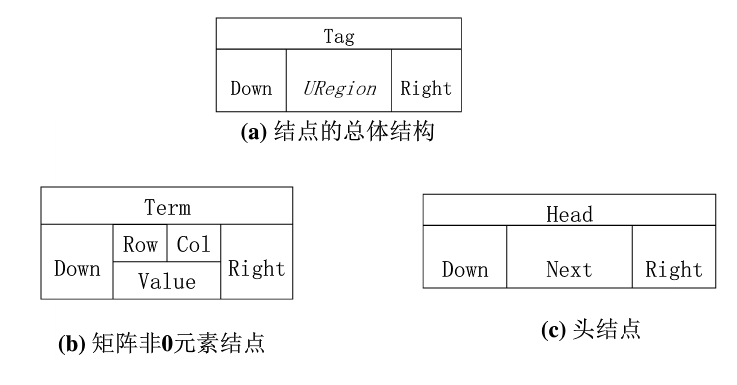 Tag
Down URegion Right
(a) 结点的总体结构
Term
Down Row Col Right
Value
(b) 矩阵非0元素结点
Head
Down Next Right
(c) 头结点